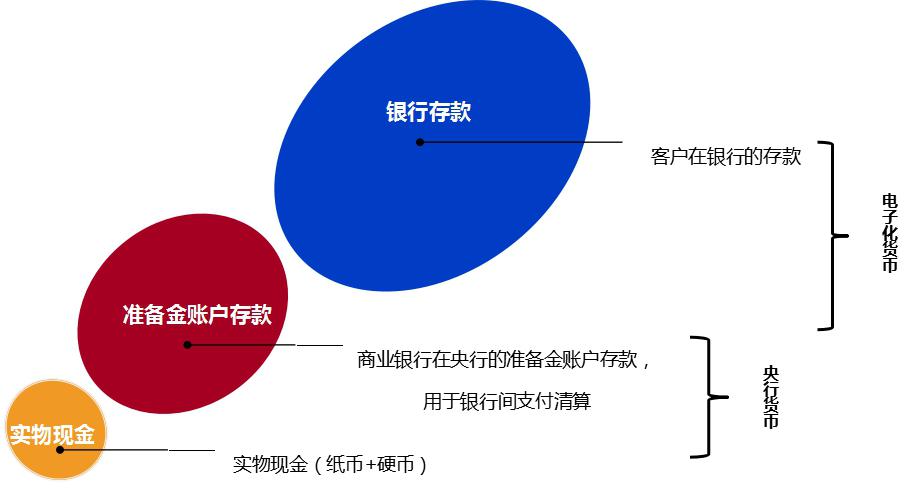 银行存款
客户在银行的存款
电子化货币
准备金账户存款
商业银行在央行的准备金账户存款，
用于银行间支付清算
央行货币
实物现金
实物现金（纸币+硬币）